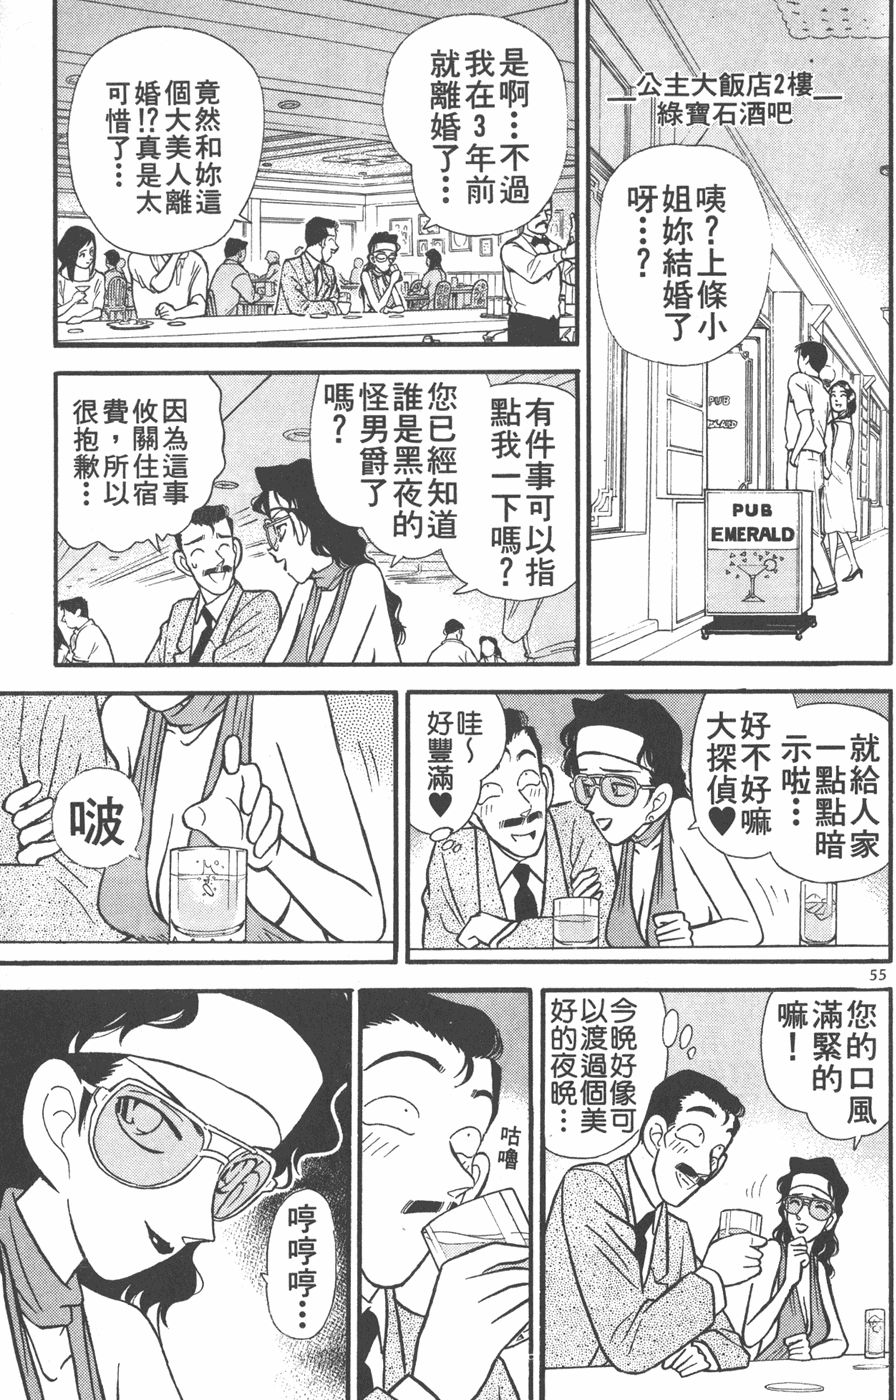 公主大飯店2樓
綠寶石酒吧
咦?上條小
姐妳結婚了
呀…?
PUB
PUB
EMERALD
是啊…不過
我在3年前
就離婚了…
竟然和妳這
個大美人離
婚!?真是太
可惜了…
有件事可以指
點我一下嗎?
您已經知道
誰是黑夜的
怪男爵了
嗎?
因為這事
攸關住宿
費,所以
很抱歉…
就給人家
一點點暗
示啦…
好不好嘛
大探偵♥
哇~
好豐滿♥
啵
55
您的口風
滿緊的
嘛!
今晚好像可
以渡過個美
好的夜晚…
咕嚕
哼哼哼…